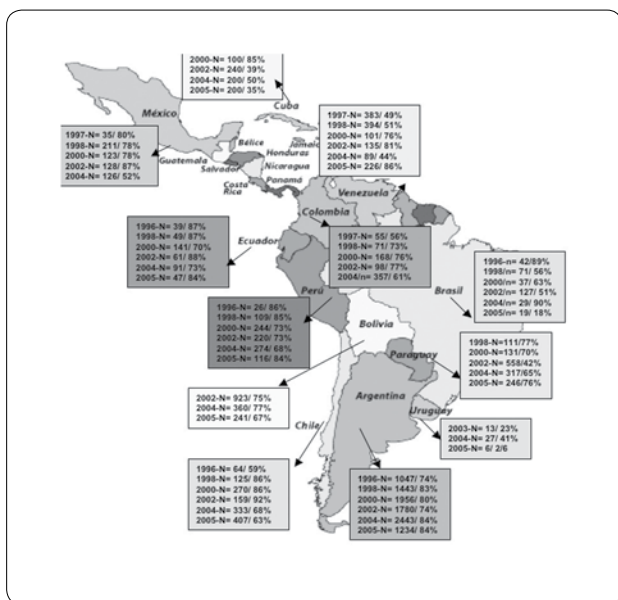 2000-N= 100/ 85%
2002-N= 240/ 39%
2004-N= 200/ 50%
2005-N= 200/ 35%
Cuba
México
1997-N= 35/ 80%
1998-N= 211/ 78%
2000-N= 123/ 78%
2002-N= 128/ 87%
2004-N= 126/ 52%
Bélice
Jamaica
Honduras
Guatemala
Salvador
Nicaragua
Costa
Rica
Panamá
1997-N= 383/ 49%
1998-N= 394/ 51%
2000-N= 101/ 76%
2002-N= 135/ 81%
2004-N= 89/ 44%
2005-N= 226/ 86%
Venezuela
Colombia
1996-N= 39/ 87%
1998-N= 49/ 87%
2000-N= 141/ 70%
2002-N= 61/ 88%
2004-N= 91/ 73%
2005-N= 47/ 84%
Ecuador
1997-N= 55/ 56%
1998-N= 71/ 73%
2000-N= 168/ 76%
2002-N= 98/ 77%
2004/n= 357/ 61%
1996-n= 42/89%
1998/n= 71/ 56%
2000/n= 37/ 63%
2002/n= 127/ 51%
2004/n= 29/ 90%
2005/n= 19/ 18%
Brasil
Perú
1996-N= 26/ 86%
1998-N= 109/ 85%
2000-N= 244/ 73%
2002-N= 220/ 73%
2004-N= 274/ 68%
2005-N= 116/ 84%
Bolivia
1998-N=111/77%
2000-N=131/ 70%
2002-N= 558/42%
2004-N= 317/65%
2005-N= 246/76%
Paraguay
2002-N= 923/ 75%
2004-N= 360/ 77%
2005-N= 241/ 67%
Argentina
Uruguay
Chile
2003-N= 13/ 23%
2004-N= 27/ 41%
2005-N= 6/ 2/6
1996-N= 64/ 59%
1998-N= 125/ 86%
2000-N= 270/ 86%
2002-N= 159/ 92%
2004-N= 333/ 68%
2005-N= 407/ 63%
1996-N= 1047/ 74%
1998-N= 1443/ 83%
2000-N= 1956/ 80%
2002-N= 1780/ 74%
2004-N= 2443/ 84%
2005-N= 1234/ 84%